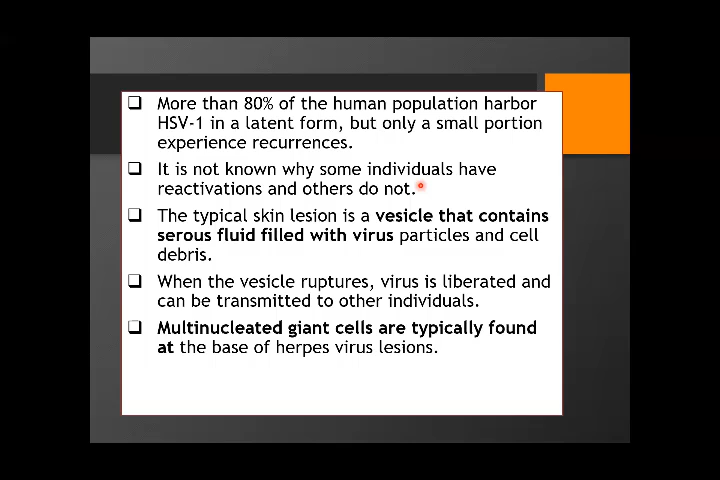 ❑ More than 80% of the human population harbor
HSV-1 in a latent form, but only a small portion
experience recurrences.
❑ It is not known why some individuals have
reactivations and others do not.
❑ The typical skin lesion is a vesicle that contains
serous fluid filled with virus particles and cell
debris.
❑ When the vesicle ruptures, virus is liberated and
can be transmitted to other individuals.
❑ Multinucleated giant cells are typically found
at the base of herpes virus lesions.